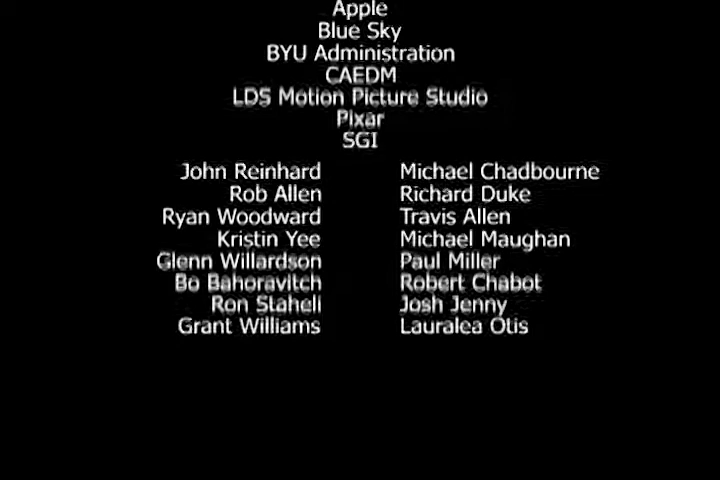 Apple
Blue Sky
BYU Administration
CAEDM
LDS Motion Picture Studio
Pixar
SGI
John Reinhard Michael Chadbourne
Rob Allen Richard Duke
Ryan Woodward Travis Allen
Kristin Yee Michael Maughan
Glenn Willardson Paul Miller
Bo Bahoravitch Robert Chabot
Ron Staheli Josh Jenny
Grant Williams Lauralea Otis